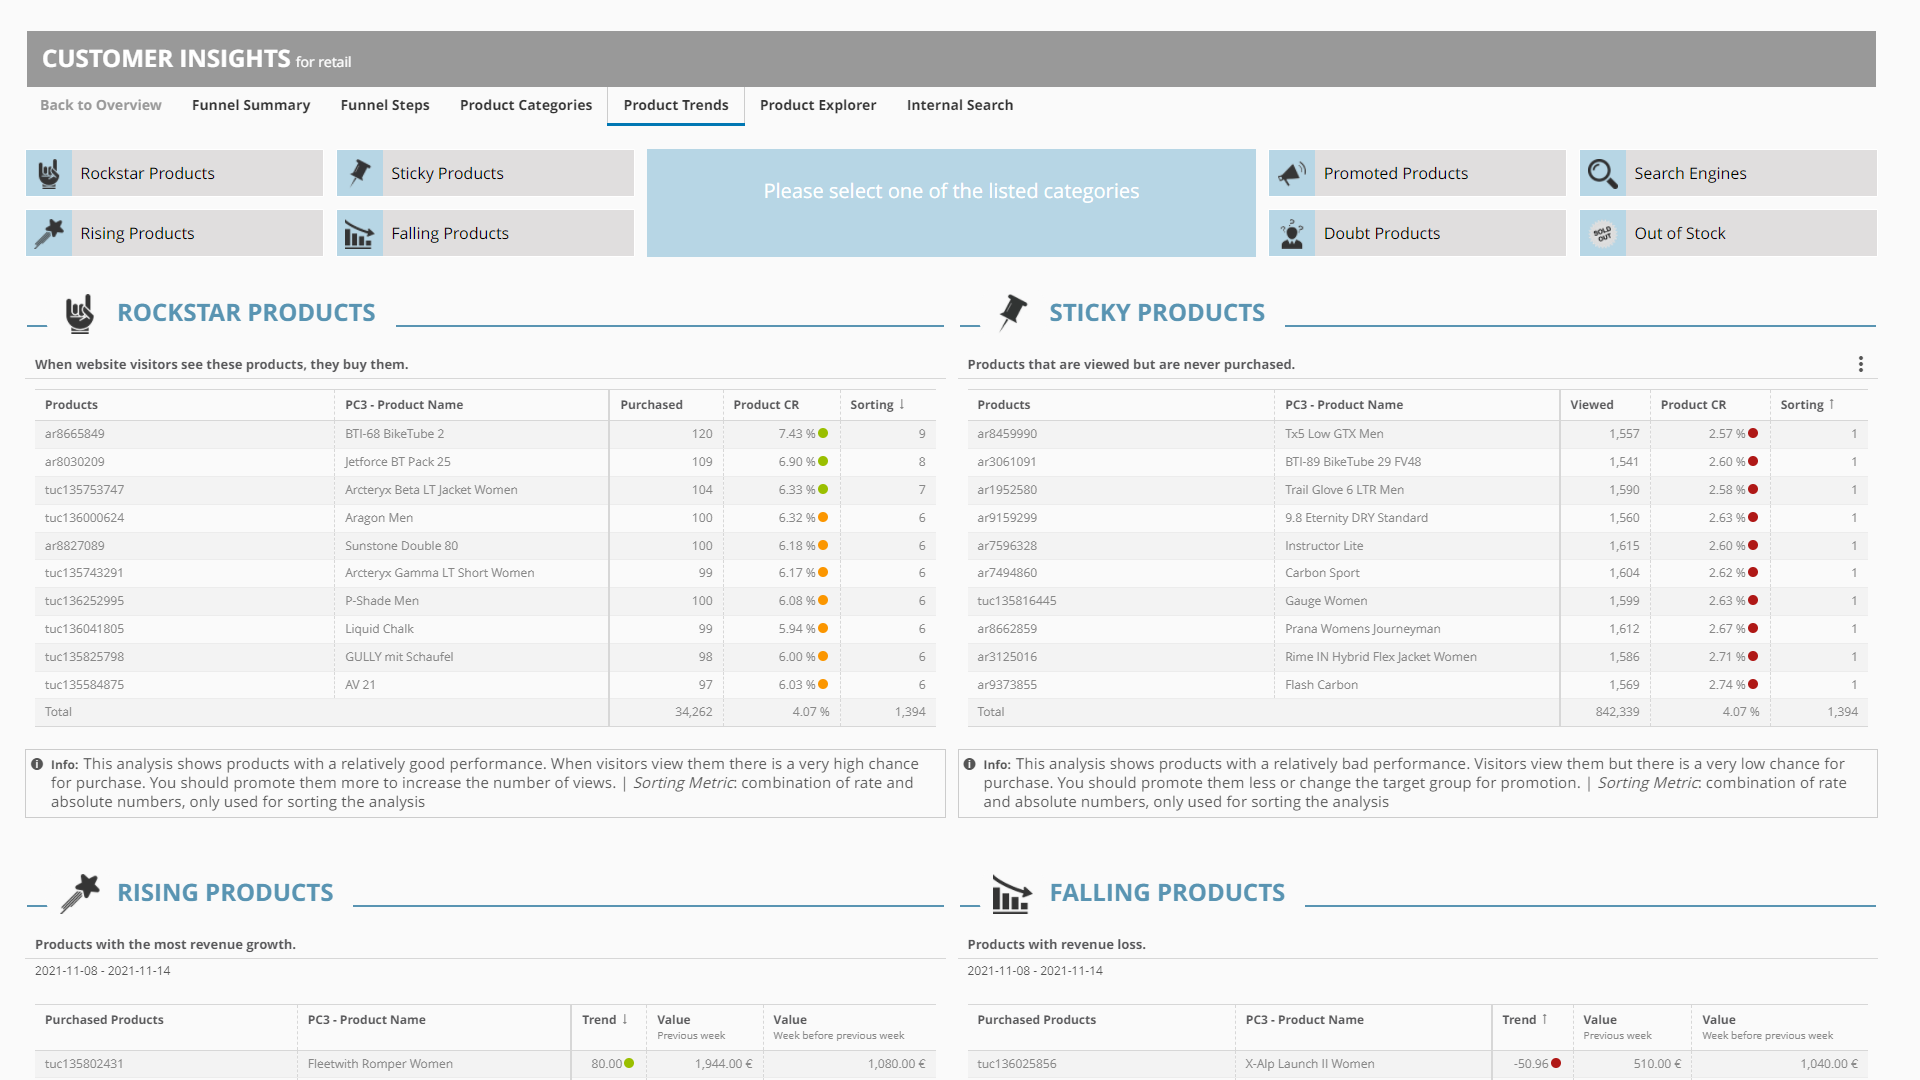 CUSTOMER INSIGHTS for retail
Back to Overview Funnel Summary Funnel Steps Product Categories Product Trends Product Explorer Internal Search
Rockstar Products Sticky Products Please select one of the listed categories Promoted Products Search Engines
Rising Products Falling Products Doubt Products SOLD OUT Out of Stock
ROCKSTAR PRODUCTS
When website visitors see these products, they buy them.
Products PC3 - Product Name Purchased Product CR Sorting ↓
ar8665849 BTI-68 BikeTube 2 120 7.43 % 9
ar8030209 Jetforce BT Pack 25 109 6.90 % 8
tuc135753747 Arcteryx Beta LT Jacket Women 104 6.33 % 7
tuc136000624 Aragon Men 100 6.32 % 6
ar8827089 Sunstone Double 80 100 6.18 % 6
tuc135743291 Arcteryx Gamma LT Short Women 99 6.17 % 6
tuc136252995 P-Shade Men 100 6.08 % 6
tuc136041805 Liquid Chalk 99 5.94 % 6
tuc135825798 GULLY mit Schaufel 98 6.00 % 6
tuc135584875 AV 21 97 6.03 % 6
Total 34,262 4.07 % 1,394
Info: This analysis shows products with a relatively good performance. When visitors view them there is a very high chance
for purchase. You should promote them more to increase the number of views. | Sorting Metric: combination of rate and
absolute numbers, only used for sorting the analysis
STICKY PRODUCTS
Products that are viewed but are never purchased.
Products PC3 - Product Name Viewed Product CR Sorting ↑
ar8459990 Tx5 Low GTX Men 1,557 2.57 % 1
ar3061091 BTI-89 BikeTube 29 FV48 1,541 2.60 % 1
ar1952580 Trail Glove 6 LTR Men 1,590 2.58 % 1
ar9159299 9.8 Eternity DRY Standard 1,560 2.63 % 1
ar7596328 Instructor Lite 1,615 2.60 % 1
ar7494860 Carbon Sport 1,604 2.62 % 1
tuc135816445 Gauge Women 1,599 2.63 % 1
ar8662859 Prana Womens Journeyman 1,612 2.67 % 1
ar3125016 Rime IN Hybrid Flex Jacket Women 1,586 2.71 % 1
ar9373855 Flash Carbon 1,569 2.74 % 1
Total 842,339 4.07 % 1,394
Info: This analysis shows products with a relatively bad performance. Visitors view them but there is a very low chance for
purchase. You should promote them less or change the target group for promotion. | Sorting Metric: combination of rate
and absolute numbers, only used for sorting the analysis
RISING PRODUCTS
Products with the most revenue growth.
2021-11-08 - 2021-11-14
Purchased Products PC3 - Product Name Trend ↓ Value Value
Previous week Week before previous week
tuc135802431 Fleetwith Romper Women 80.00 1,944.00 € 1,080.00 €
FALLING PRODUCTS
Products with revenue loss.
2021-11-08 - 2021-11-14
Purchased Products PC3 - Product Name Trend ↑ Value Value
Previous week Week before previous week
tuc136025856 X-Alp Launch II Women -50.96 510.00 € 1,040.00 €